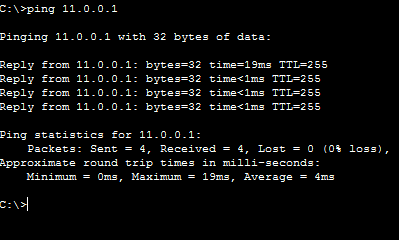 C:\>ping 11.0.0.1
Pinging 11.0.0.1 with 32 bytes of data:
Reply from 11.0.0.1: bytes=32 time=19ms TTL=255
Reply from 11.0.0.1: bytes=32 time<1ms TTL=255
Reply from 11.0.0.1: bytes=32 time<1ms TTL=255
Reply from 11.0.0.1: bytes=32 time<1ms TTL=255
Ping statistics for 11.0.0.1:
Packets: Sent = 4, Received = 4, Lost = 0 (0% loss),
Approximate round trip times in milli-seconds:
Minimum = 0ms, Maximum = 19ms, Average = 4ms
C:\>